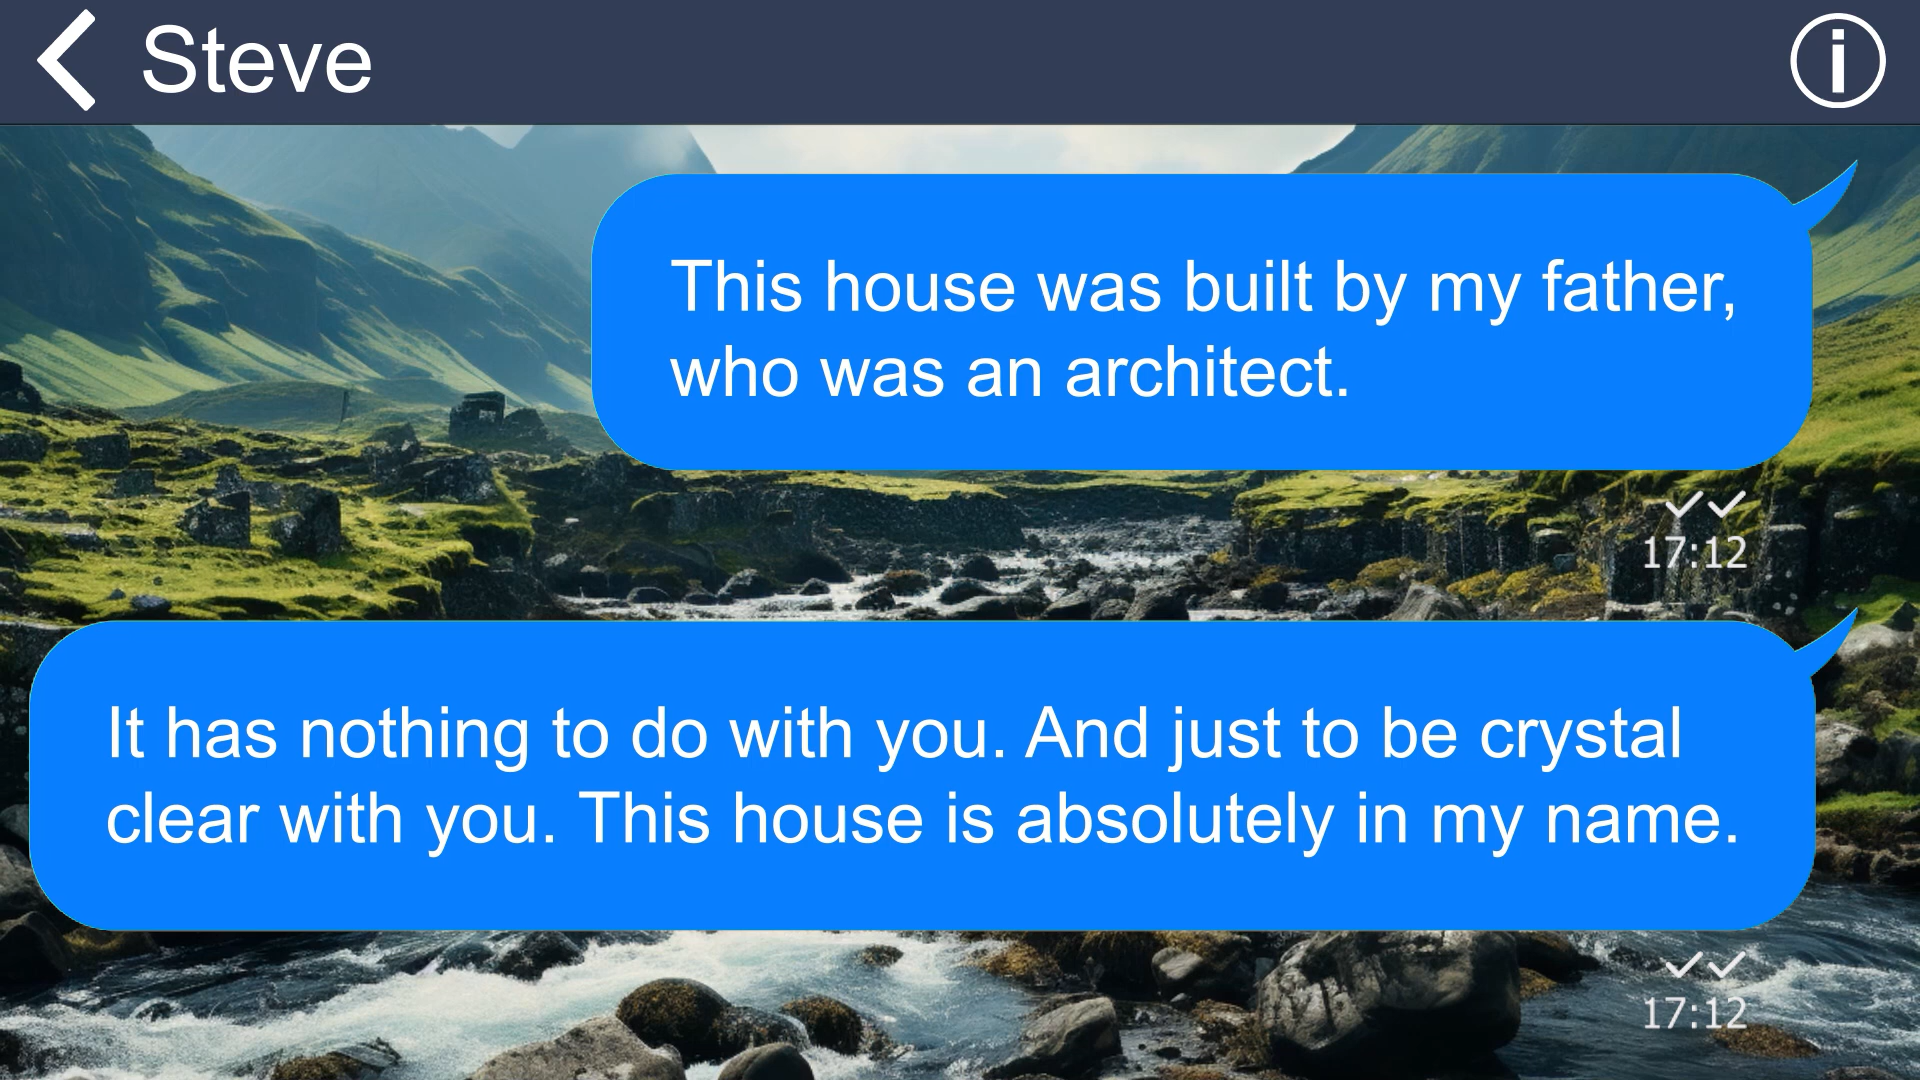 Steve
This house was built by my father,
who was an architect.
17:12
It has nothing to do with you. And just to be crystal
clear with you. This house is absolutely in my name.
17:12